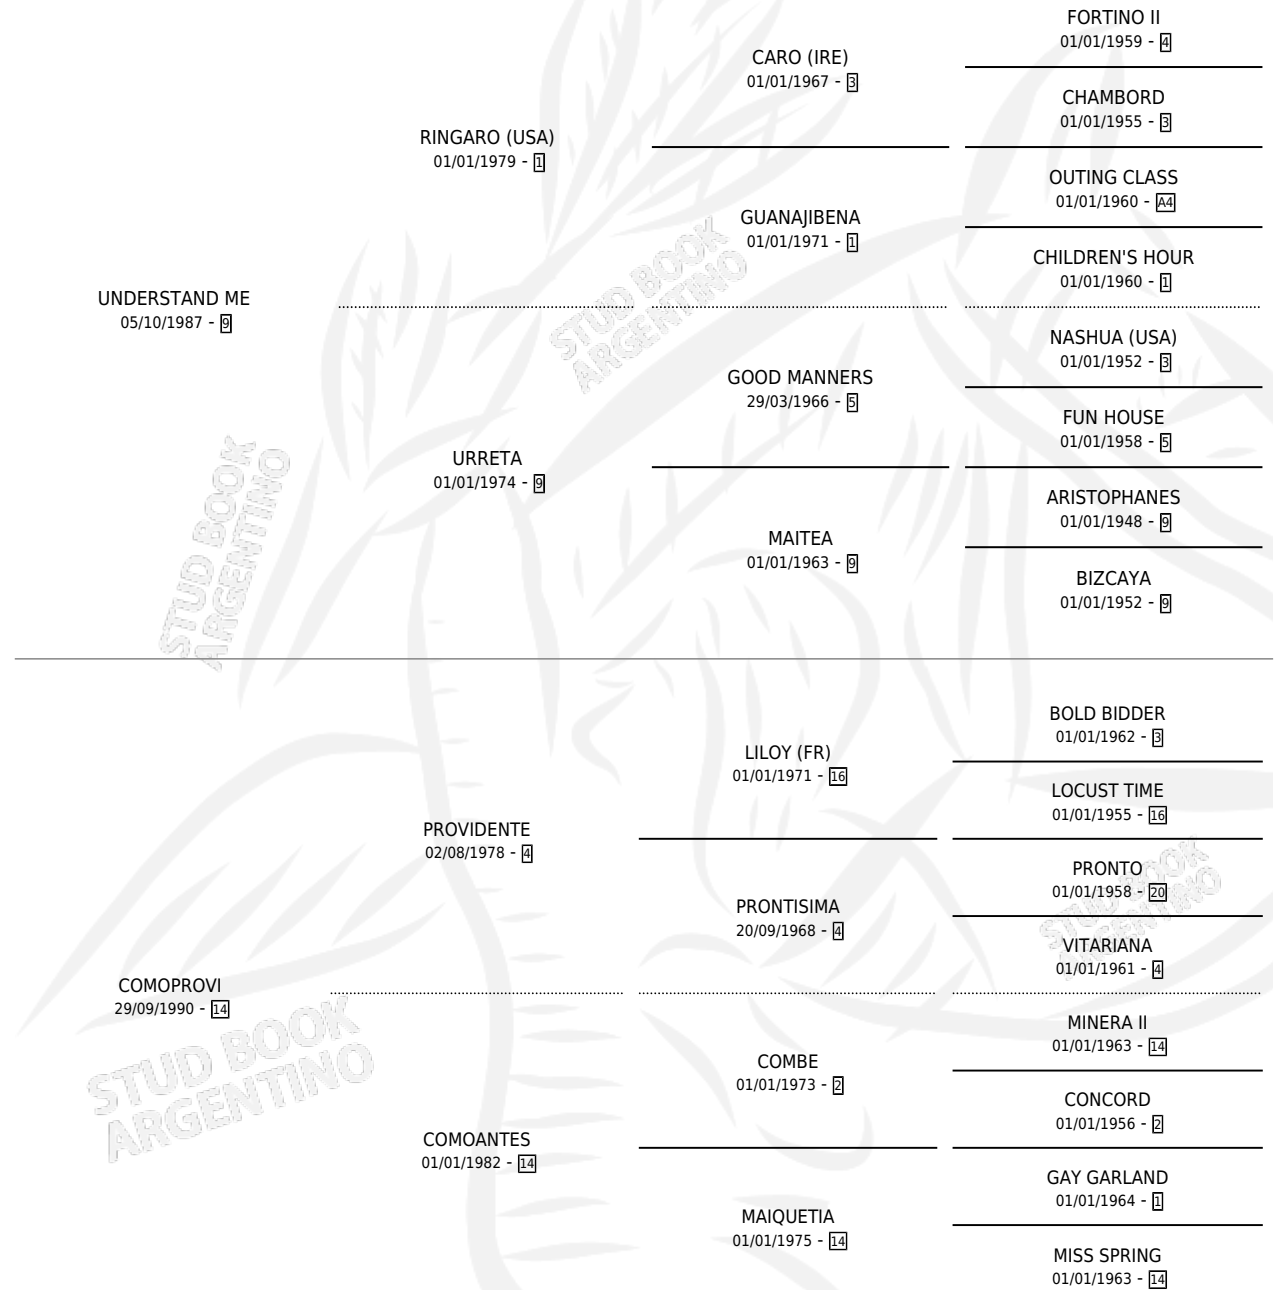 FORTINO II
01/01/1959 - 4
CARO (IRE)
01/01/1967 - 3
CHAMBORD
01/01/1955 - 3
RINGARO (USA)
01/01/1979 - 1
OUTING CLASS
01/01/1960 - A4
GUANAJIBENA
01/01/1971 - 1
CHILDREN'S HOUR
01/01/1960 - 1
UNDERSTAND ME
05/10/1987 - 9
STUD BOOK
ARGENTINO
NASHUA (USA)
01/01/1952 - 3
GOOD MANNERS
29/03/1966 - 5
FUN HOUSE
01/01/1958 - 5
URRETA
01/01/1974 - 9
ARISTOPHANES
01/01/1948 - 9
MAITEA
01/01/1963 - 9
BIZCAYA
01/01/1952 - 9
STUD BOOK
ARGENTINO
BOLD BIDDER
01/01/1962 - 3
LILOY (FR)
01/01/1971 - 16
LOCUST TIME
01/01/1955 - 16
PROVIDENTE
02/08/1978 - 4
PRONTO
01/01/1958 - 20
STUD BOOK
ARGENTINO
PRONTISIMA
20/09/1968 - 4
VITARIANA
01/01/1961 - 4
COMOPROVI
29/09/1990 - 14
STUD BOOK
ARGENTINO
MINERA II
01/01/1963 - 14
COMBE
01/01/1973 - 2
CONCORD
01/01/1956 - 2
COMOANTES
01/01/1982 - 14
GAY GARLAND
01/01/1964 - 1
MAIQUETIA
01/01/1975 - 14
MISS SPRING
01/01/1963 - 14